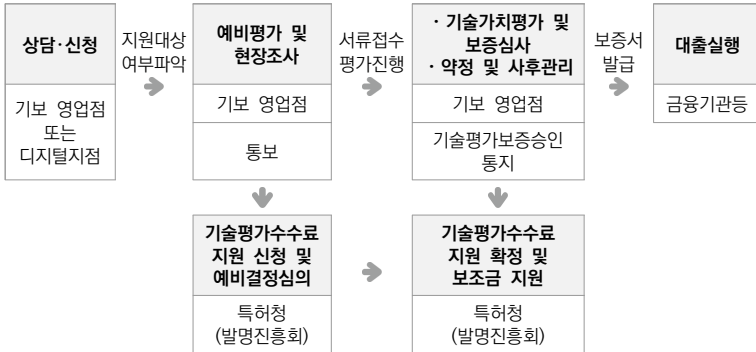 상담·신청
기보 영업점
또는
디지털지점
지원대상
여부파악
예비평가 및
현장조사
기보 영업점
통보
서류접수
평가진행
· 기술가치평가 및
보증심사
· 약정 및 사후관리
기보 영업점
기술평가보증승인
통지
보증서
발급
대출실행
금융기관등
기술평가수수료
지원 신청 및
예비결정심의
특허청
(발명진흥회)
기술평가수수료
지원 확정 및
보조금 지원
특허청
(발명진흥회)